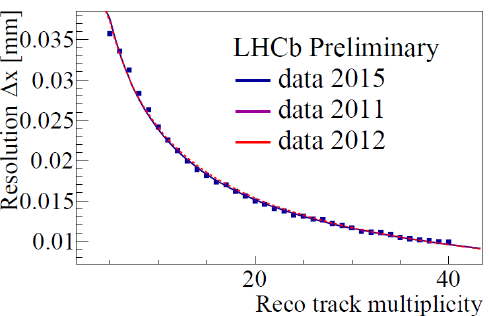 Resolution Δx [mm]
0.035
0.03
0.025
0.02
0.015
0.01
LHCb Preliminary
data 2015
data 2011
data 2012
20
40
Reco track multiplicity